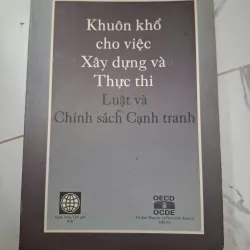 Khuôn khổ
cho việc
Xây dựng và
Thực thi
Luật và
Chính sách Cạnh tranh
OECD
OCDE